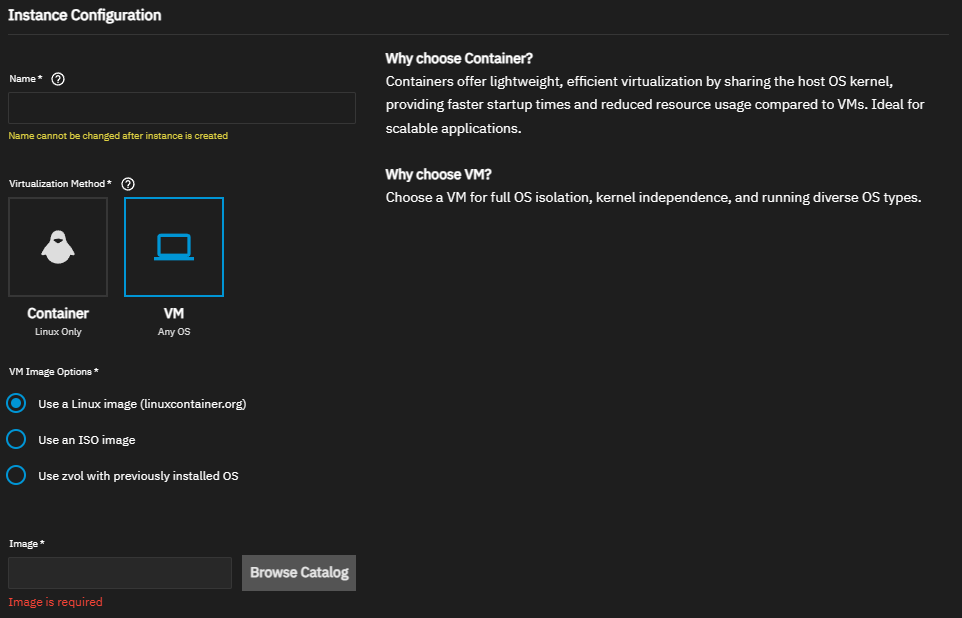 Instance Configuration
Name *
Name cannot be changed after instance is created
Virtualization Method *
Container
Linux Only
VM
Any OS
VM Image Options *
Use a Linux image (linuxcontainer.org)
Use an ISO image
Use zvol with previously installed OS
Image *
Browse Catalog
Image is required
Why choose Container?
Containers offer lightweight, efficient virtualization by sharing the host OS kernel,
providing faster startup times and reduced resource usage compared to VMs. Ideal for
scalable applications.
Why choose VM?
Choose a VM for full OS isolation, kernel independence, and running diverse OS types.